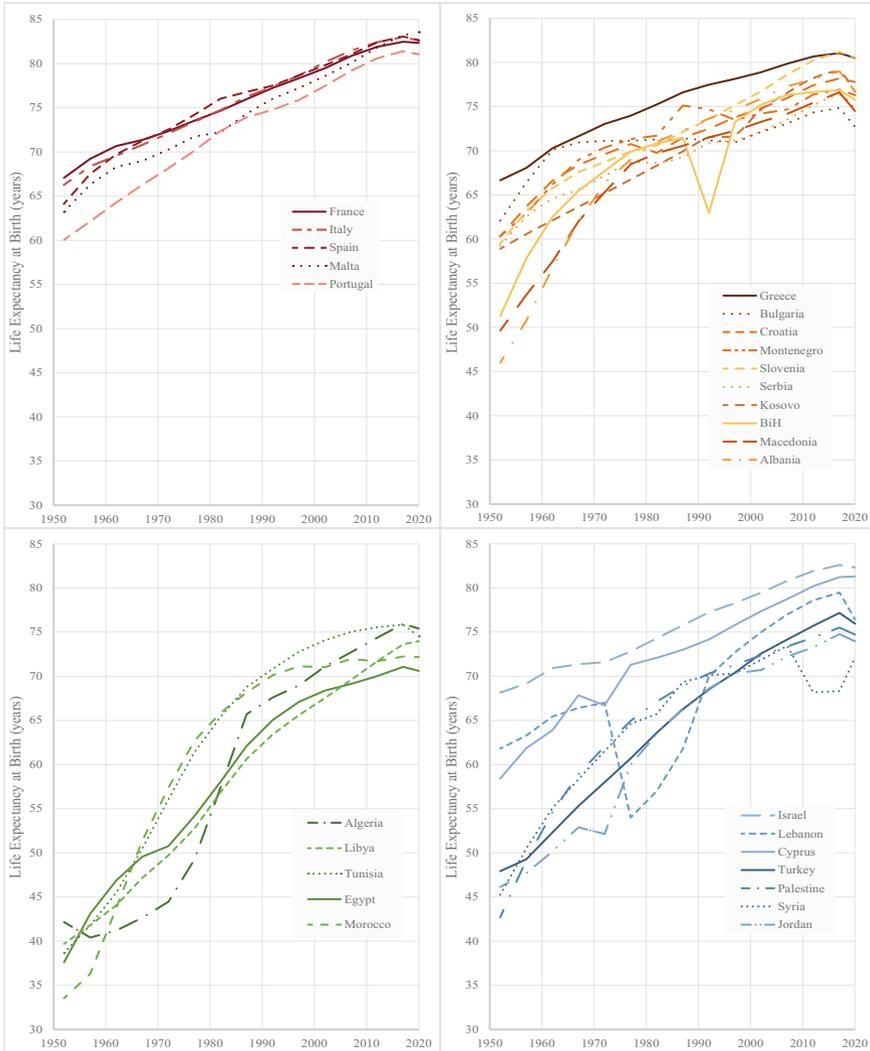 Life Expectancy at Birth (years)
85
80
75
70
65
60
55
50
45
40
35
30
1950 1960 1970 1980 1990 2000 2010 2020
France
Italy
Spain
Malta
Portugal
Life Expectancy at Birth (years)
85
80
75
70
65
60
55
50
45
40
35
30
1950 1960 1970 1980 1990 2000 2010 2020
Greece
Bulgaria
Croatia
Montenegro
Slovenia
Serbia
Kosovo
BiH
Macedonia
Albania
Life Expectancy at Birth (years)
85
80
75
70
65
60
55
50
45
40
35
30
1950 1960 1970 1980 1990 2000 2010 2020
Algeria
Libya
Tunisia
Egypt
Morocco
Life Expectancy at Birth (years)
85
80
75
70
65
60
55
50
45
40
35
30
1950 1960 1970 1980 1990 2000 2010 2020
Israel
Lebanon
Cyprus
Turkey
Palestine
Syria
Jordan